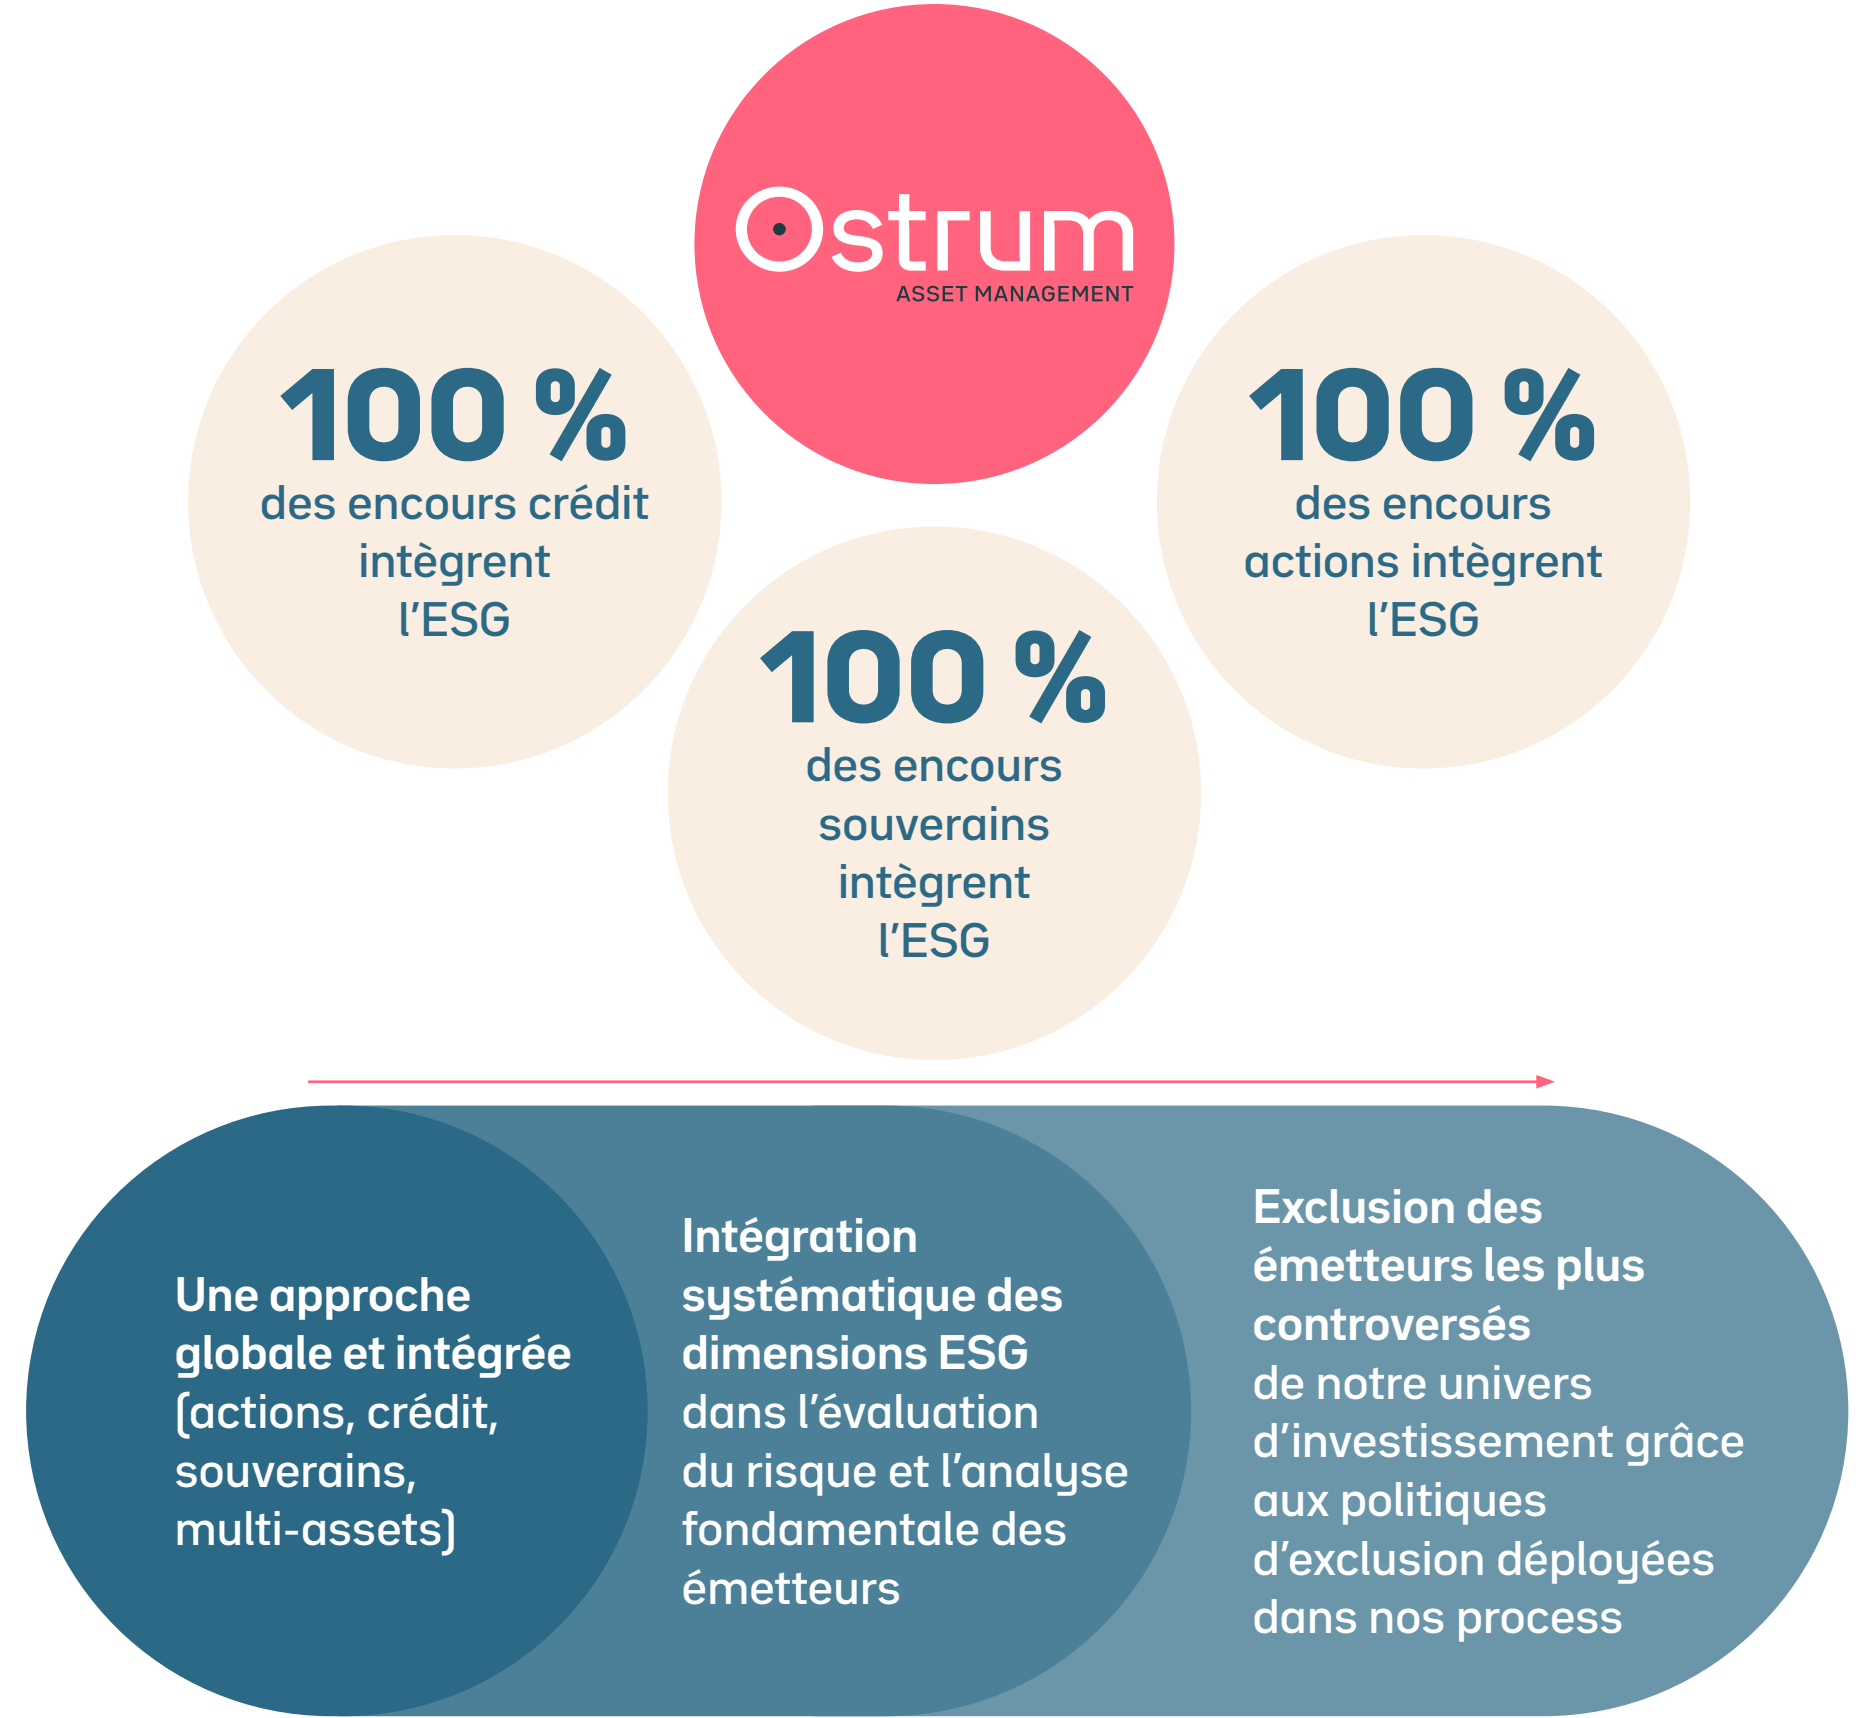 Ostrum
ASSET MANAGEMENT
100 %
des encours crédit
intègrent
l’ESG
100 %
des encours
souverains
intègrent
l’ESG
100 %
des encours
actions intègrent
l’ESG
Une approche
globale et intégrée
(actions, crédit,
souverains,
multi-assets)
Intégration
systématique des
dimensions ESG
dans l’évaluation
du risque et l’analyse
fondamentale des
émetteurs
Exclusion des
émetteurs les plus
controversés
de notre univers
d’investissement grâce
aux politiques
d’exclusion déployées
dans nos process